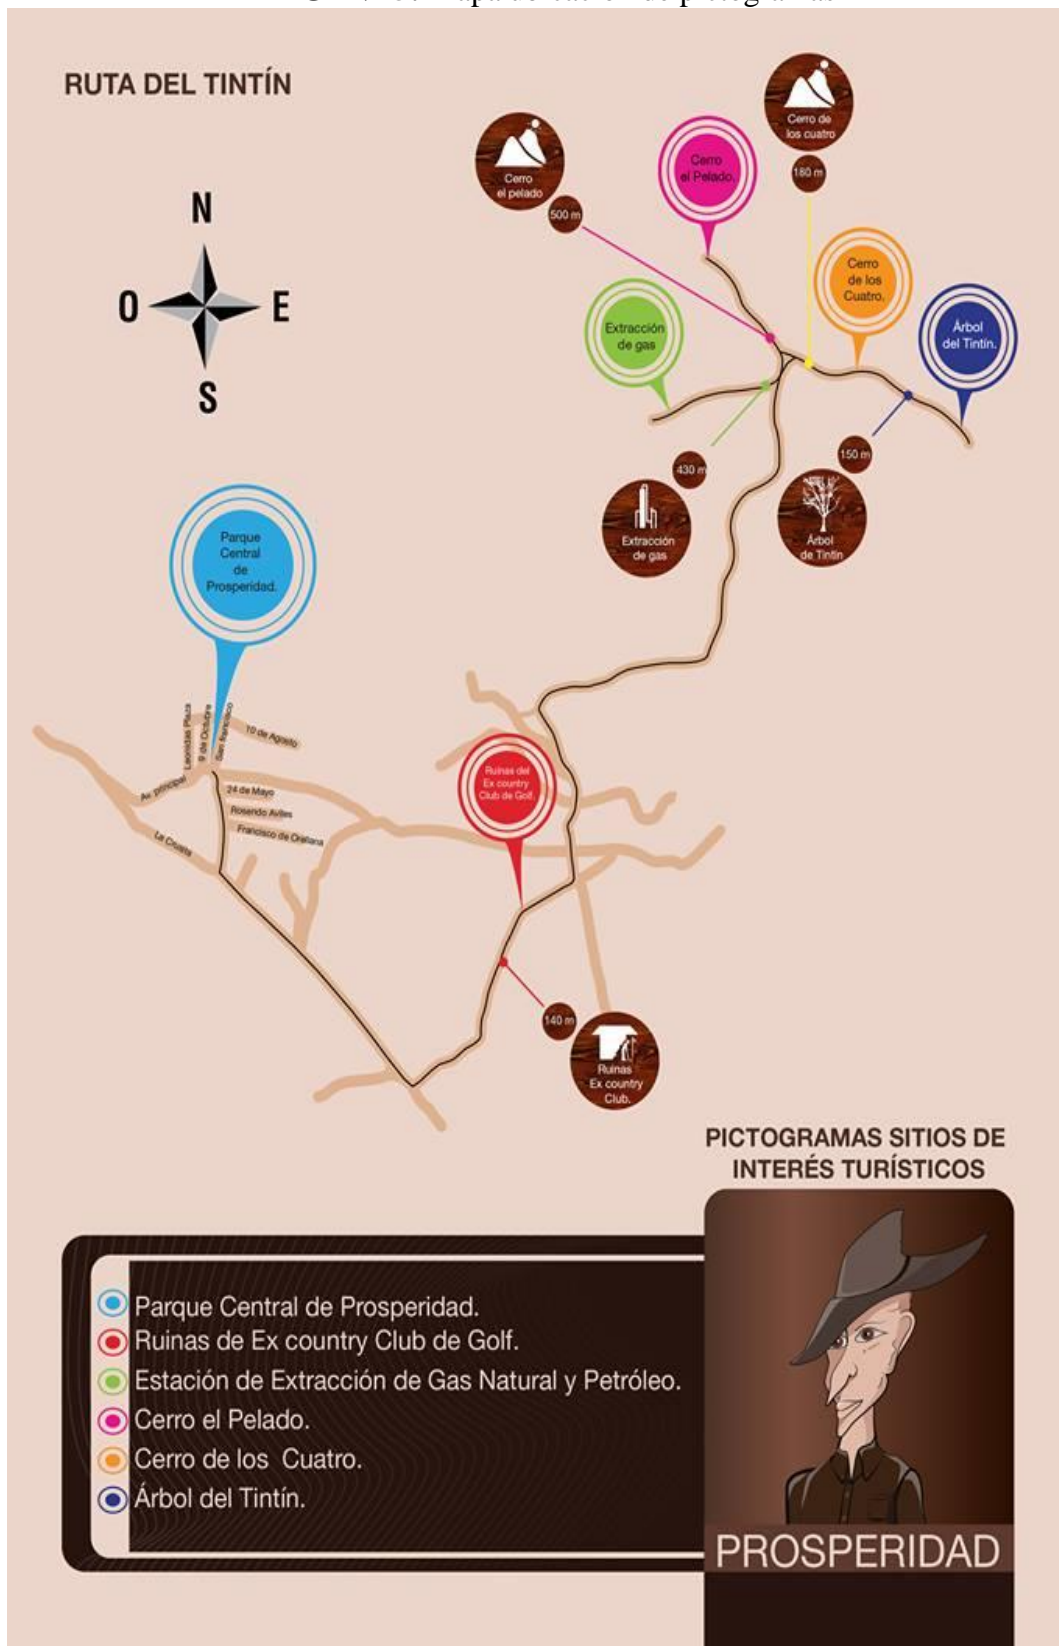 RUTA DEL TINTÍN
N
O
E
S
Cerro
el pelado
500 m
Cerro
el Pelado.
Cerro de
los cuatro
180 m
Cerro
de los
Cuatro.
Árbol
del Tintín.
Extracción
de gas
430 m
Extracción
de gas
150 m
Árbol
de Tintín
Parque
Central
de
Prosperidad.
Leonidas Plaza
9 de Octubre
San francisco
10 de Agosto
Av. principal
24 de Mayo
Rosendo Aviles
Francisco de Orellana
Ruinas del
Ex country
Club de Golf.
140 m
Ruinas
Ex country
Club.
PICTOGRAMAS SITIOS DE
INTERÉS TURÍSTICOS
Parque Central de Prosperidad.
Ruinas de Ex country Club de Golf.
Estación de Extracción de Gas Natural y Petróleo.
Cerro el Pelado.
Cerro de los Cuatro.
Árbol del Tintín.
PROSPERIDAD